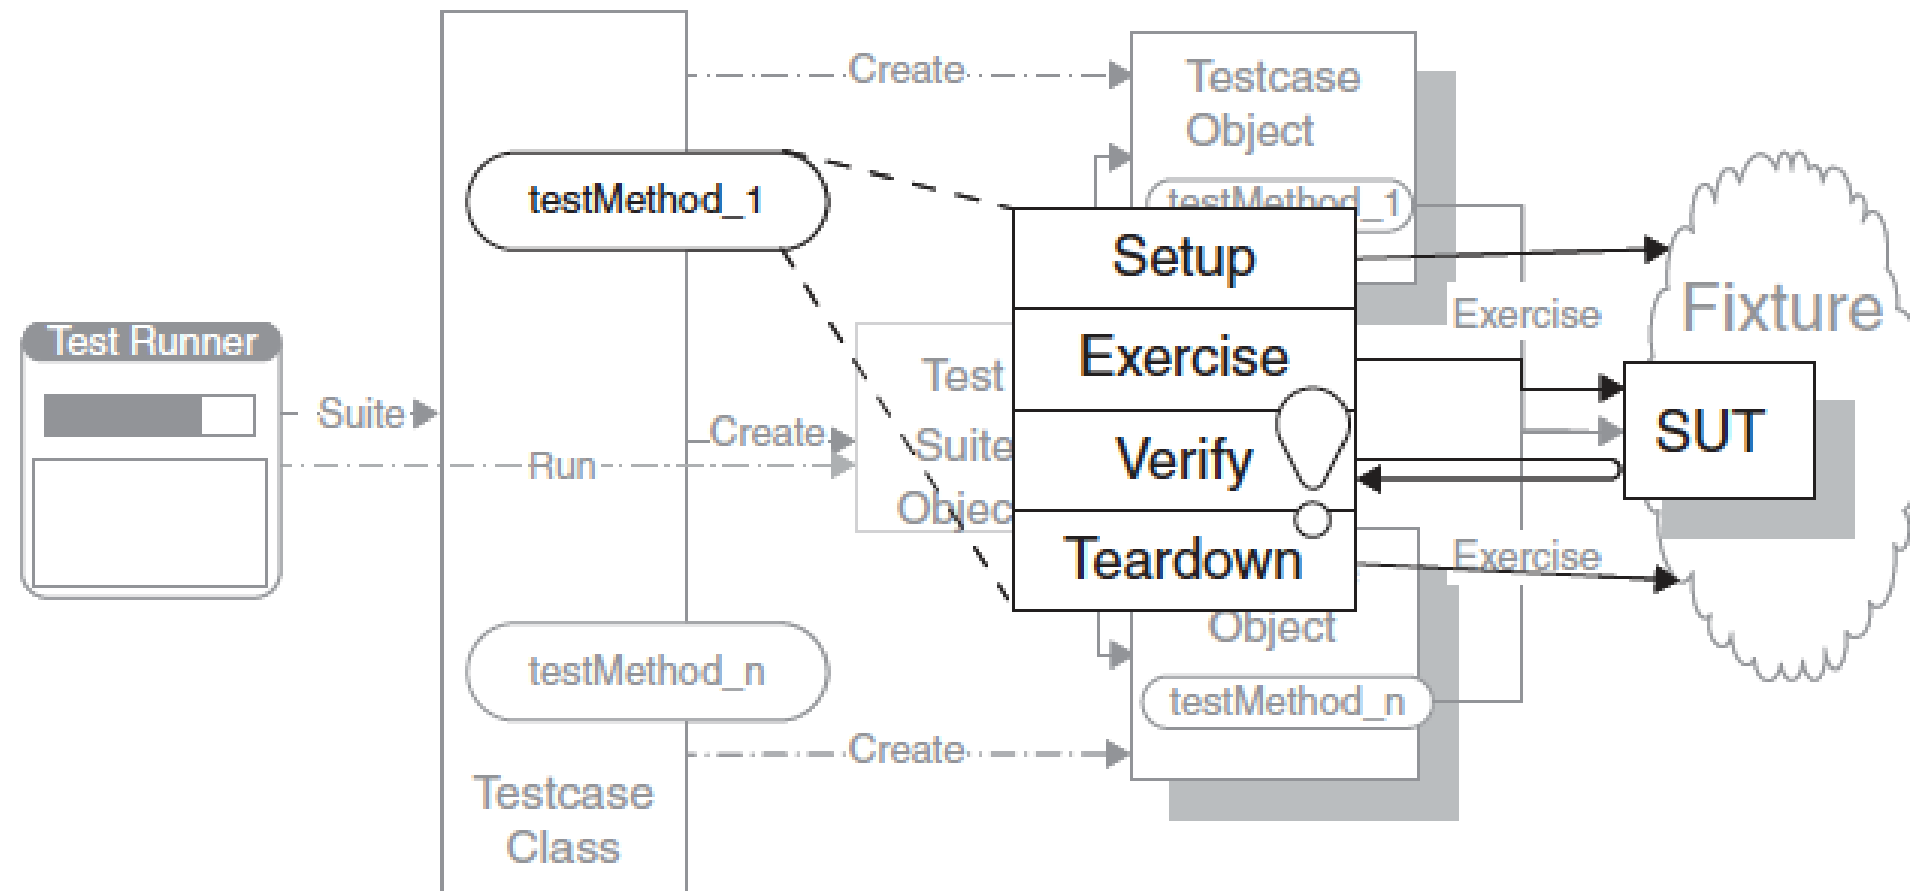 Create
Testcase
Object
testMethod_1
testMethod_1
Setup
Exercise
Fixture
Test Runner
Exercise
Test
Suite
Create
Suite
SUT
Verify
Run
Objec
Teardown
Exercise
Object
testMethod_n
testMethod_n
Create
Testcase
Class